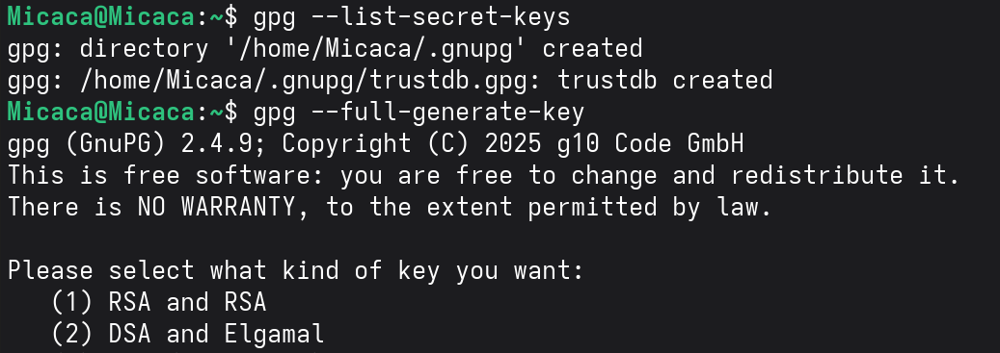 Micaca@Micaca:~$ gpg --list-secret-keys
gpg: directory '/home/Micaca/.gnupg' created
gpg: /home/Micaca/.gnupg/trustdb.gpg: trustdb created
Micaca@Micaca:~$ gpg --full-generate-key
gpg (GnuPG) 2.4.9; Copyright (C) 2025 g10 Code GmbH
This is free software: you are free to change and redistribute it.
There is NO WARRANTY, to the extent permitted by law.

Please select what kind of key you want:
   (1) RSA and RSA
   (2) DSA and Elgamal